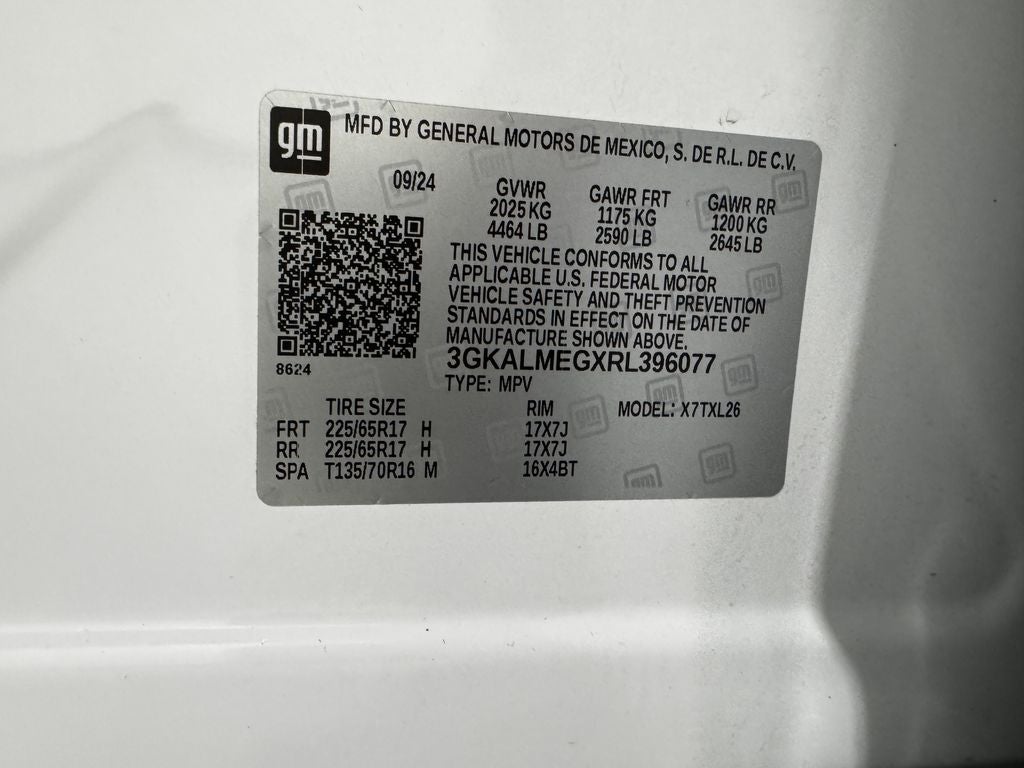 gm
MFD BY GENERAL MOTORS DE MEXICO, S. DE R.L. DE C.V.
09/24
GVWR GAWR FRT GAWR RR
2025 KG 1175 KG 1200 KG
4464 LB 2590 LB 2645 LB
THIS VEHICLE CONFORMS TO ALL
APPLICABLE U.S. FEDERAL MOTOR
VEHICLE SAFETY AND THEFT PREVENTION
STANDARDS IN EFFECT ON THE DATE OF
MANUFACTURE SHOWN ABOVE.
8624
3GKALMEGXRL396077
TYPE: MPV
TIRE SIZE RIM MODEL: X7TXL26
FRT 225/65R17 H 17X7J
RR 225/65R17 H 17X7J
SPA T135/70R16 M 16X4BT